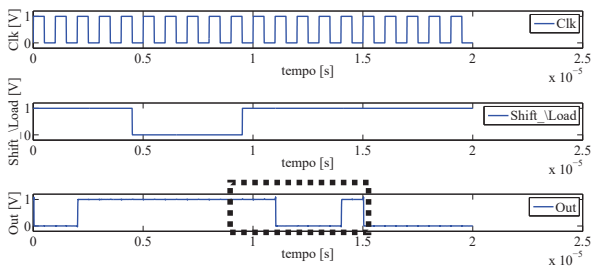 Clk [V]
1
0
Clk
0 0.5 1 1.5 2 2.5
tempo [s]
x 10⁻⁵
Shift_\Load [V]
1
0
Shift_\Load
0 0.5 1 1.5 2 2.5
tempo [s]
x 10⁻⁵
Out [V]
1
0
Out
0 0.5 1 1.5 2 2.5
tempo [s]
x 10⁻⁵